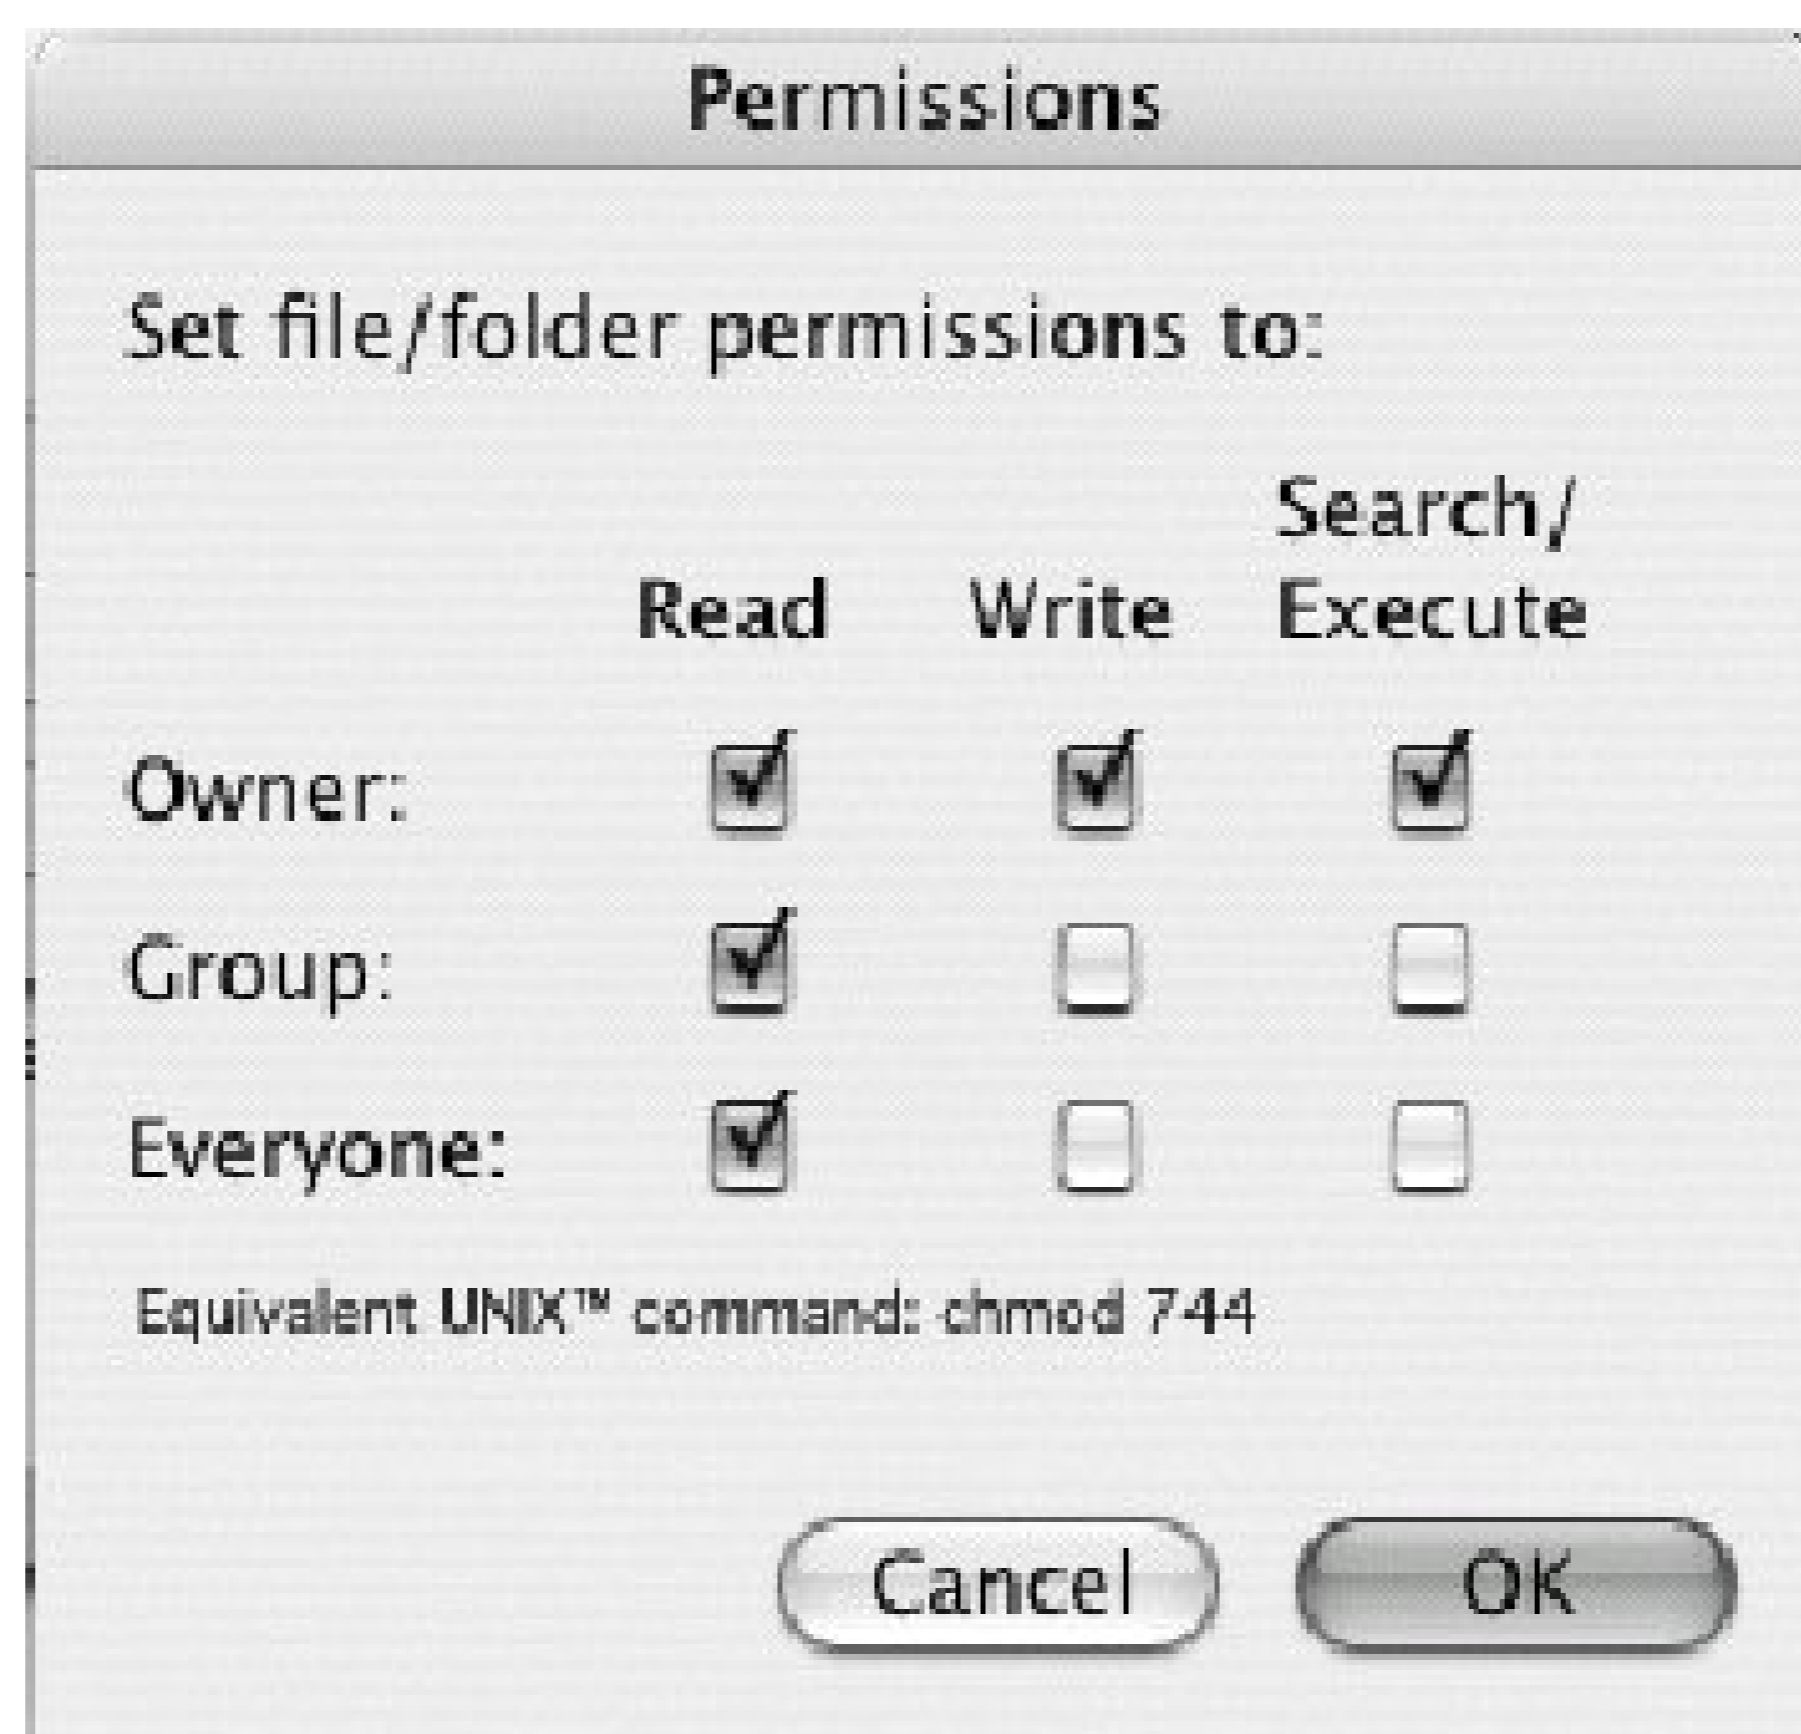 Permissions
Set file/folder permissions to:
Search/
Read Write Execute
Owner:
Group:
Everyone:
Equivalent UNIX™ command: chmod 744
Cancel OK